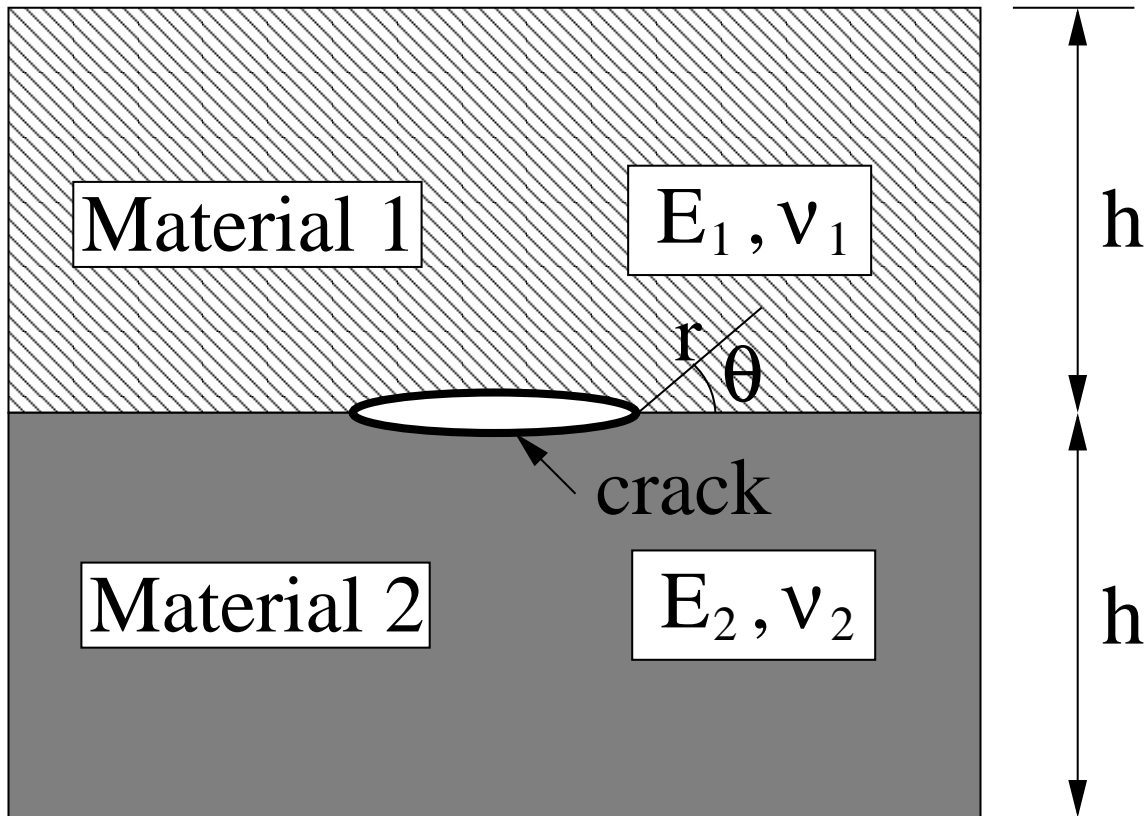 Material 1
E₁, ν₁
h
r
θ
crack
Material 2
E₂, ν₂
h